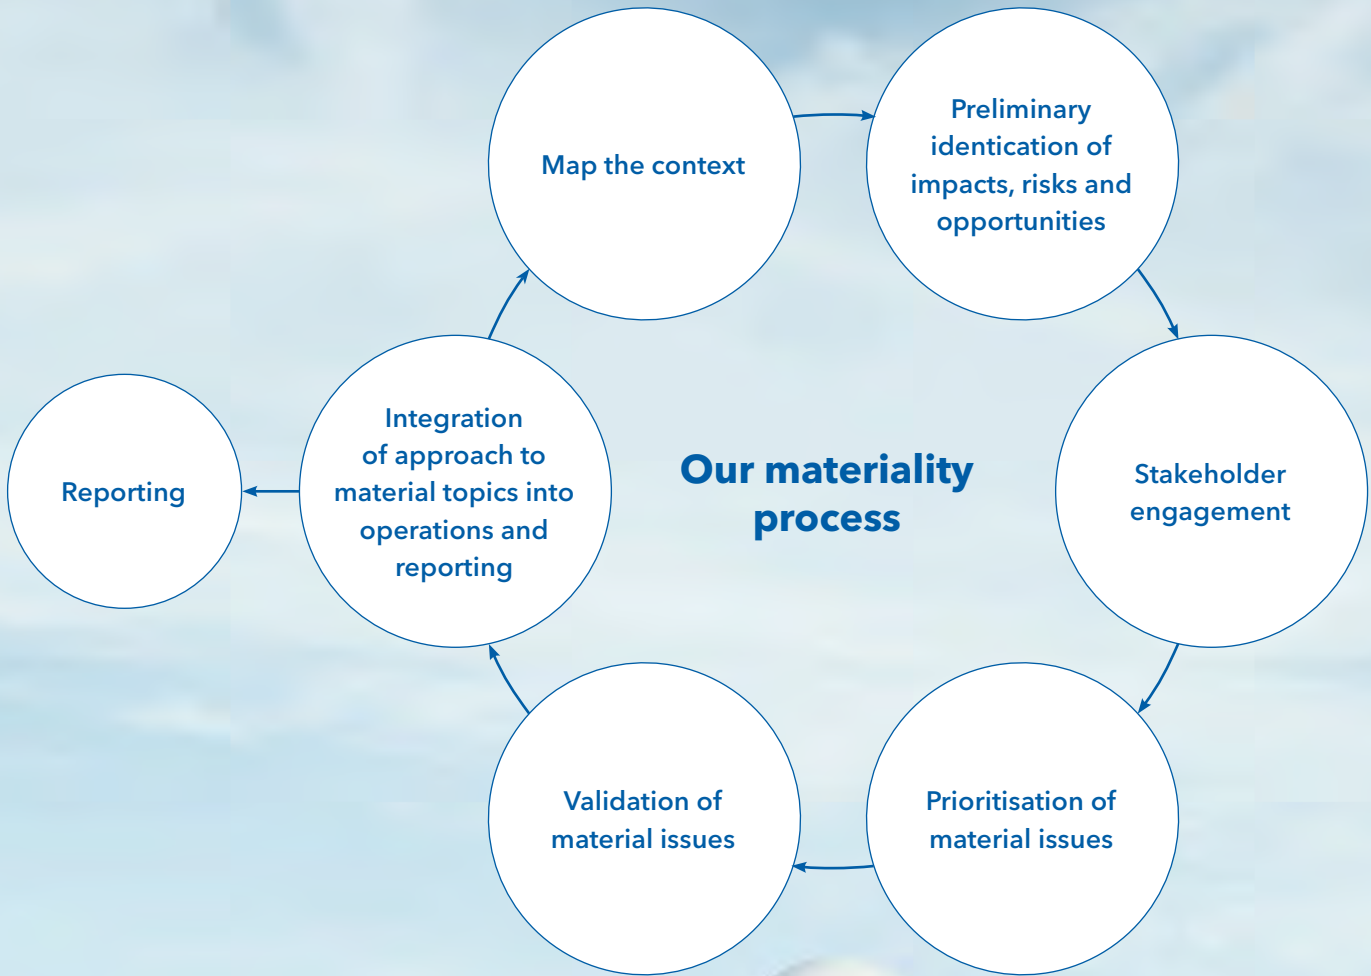 Map the context
Preliminary
identication of
impacts, risks and
opportunities
Stakeholder
engagement
Prioritisation of
material issues
Validation of
material issues
Integration
of approach to
material topics into
operations and
reporting
Reporting
Our materiality
process